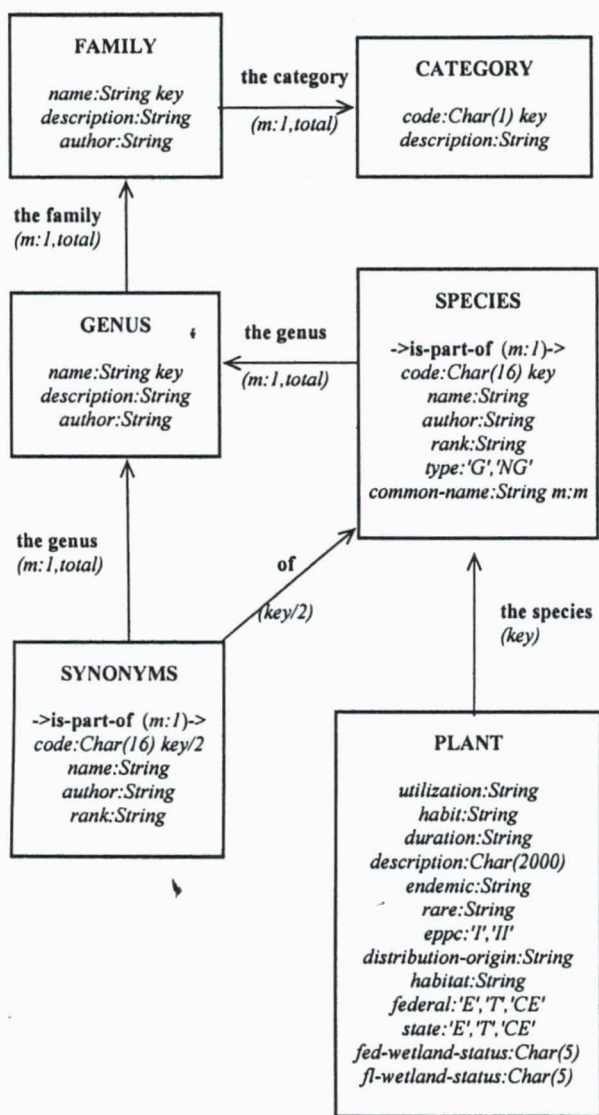 FAMILY
name:String key
description:String
author:String
the category
(m:1,total)
CATEGORY
code:Char(1) key
description:String
the family
(m:1,total)
GENUS
name:String key
description:String
author:String
the genus
(m:1,total)
SPECIES
->is-part-of (m:1)->
code:Char(16) key
name:String
author:String
rank:String
type:'G','NG'
common-name:String m:m
the genus
(m:1,total)
of
(key/2)
the species
(key)
SYNONYMS
->is-part-of (m:1)->
code:Char(16) key/2
name:String
author:String
rank:String
PLANT
utilization:String
habit:String
duration:String
description:Char(2000)
endemic:String
rare:String
eppc:'I','II'
distribution-origin:String
habitat:String
federal:'E','T','CE'
state:'E','T','CE'
fed-wetland-status:Char(5)
fl-wetland-status:Char(5)